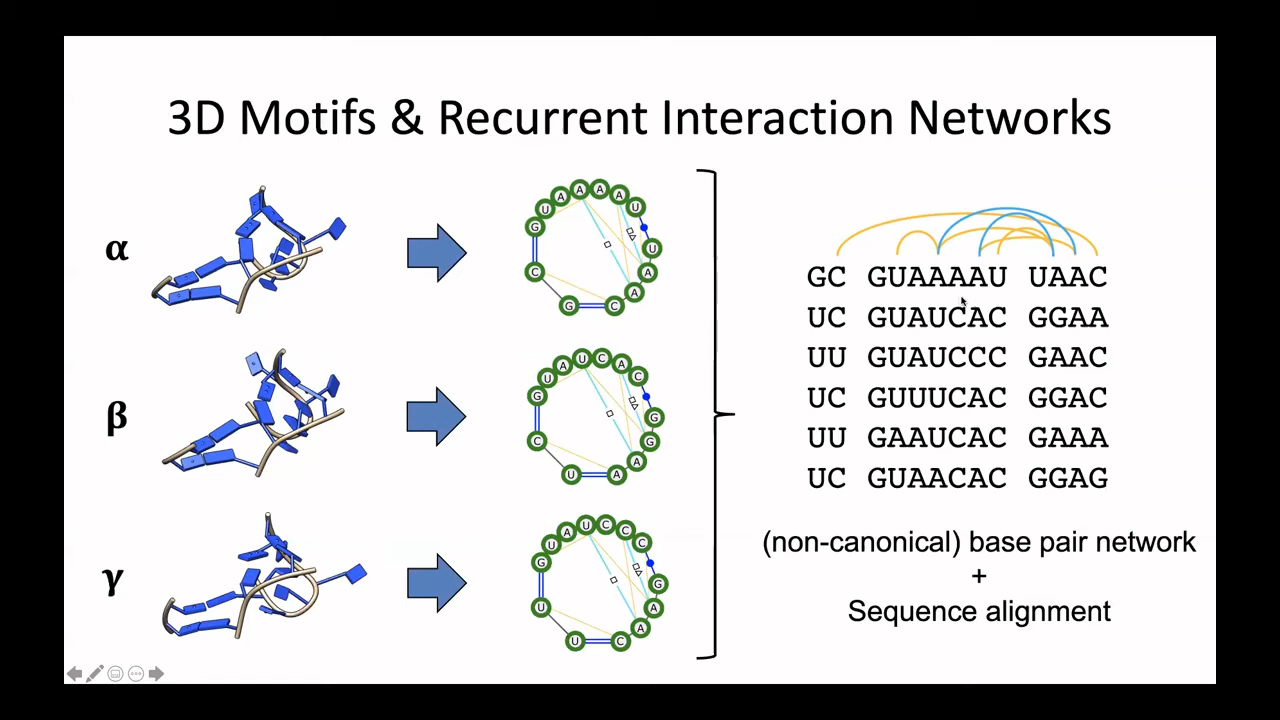 3D Motifs & Recurrent Interaction Networks
α
G U A A A A U U A A C G C
β
G U A U C A C G G A A U C
γ
G U A U C C C G A A C U U
GC GUAAAAU UAAC
UC GUAUCAC GGAA
UU GUAUCCC GAAC
UC GUUUCAC GGAC
UU GAAUCAC GAAA
UC GUAACAC GGAG
(non-canonical) base pair network
+
Sequence alignment